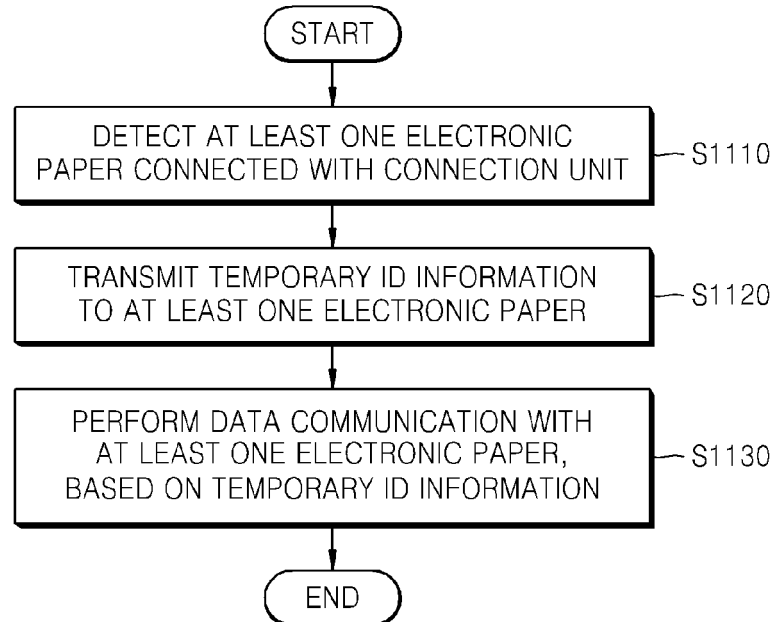 START
DETECT AT LEAST ONE ELECTRONIC
PAPER CONNECTED WITH CONNECTION UNIT
S1110
TRANSMIT TEMPORARY ID INFORMATION
TO AT LEAST ONE ELECTRONIC PAPER
S1120
PERFORM DATA COMMUNICATION WITH
AT LEAST ONE ELECTRONIC PAPER,
BASED ON TEMPORARY ID INFORMATION
S1130
END